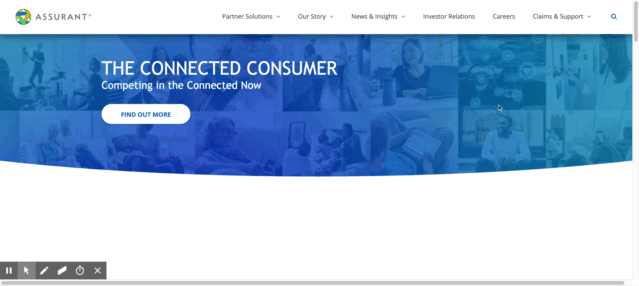 ASSURANT®
Partner Solutions
Our Story
News & Insights
Investor Relations
Careers
Claims & Support
THE CONNECTED CONSUMER
Competing in the Connected Now
FIND OUT MORE